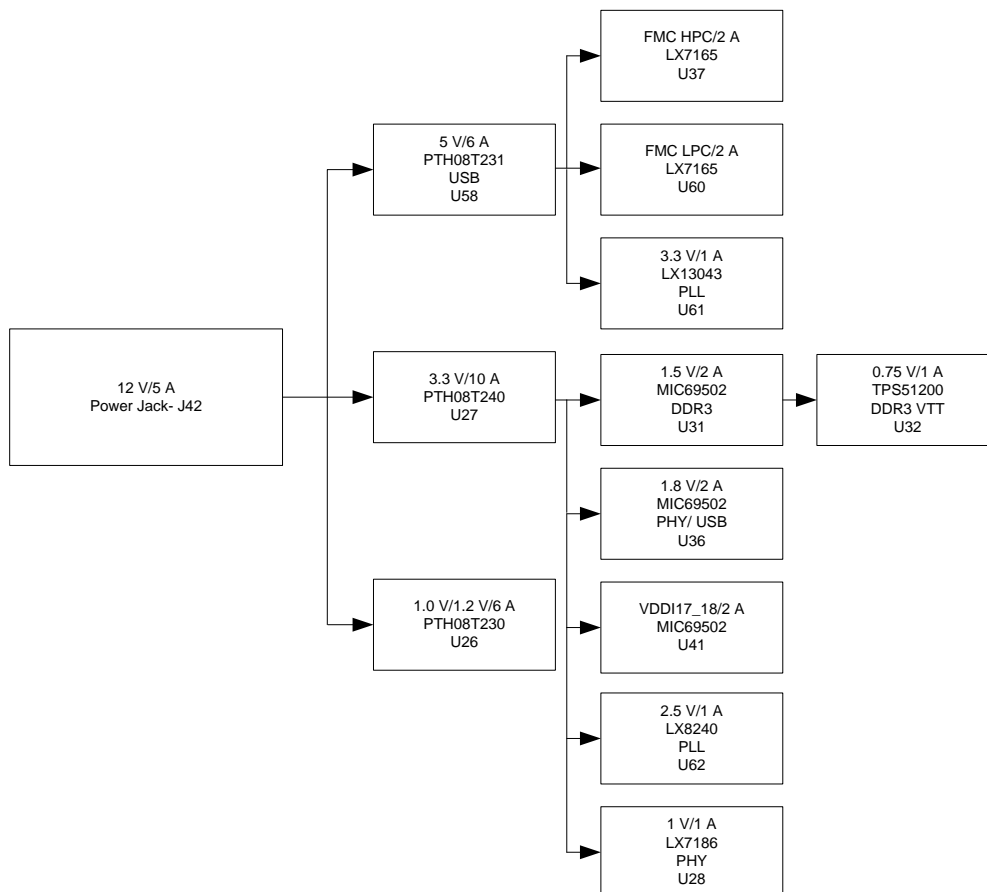 FMC HPC/2 A
LX7165
U37
5 V/6 A
PTH08T231
USB
U58
FMC LPC/2 A
LX7165
U60
3.3 V/1 A
LX13043
PLL
U61
12 V/5 A
Power Jack- J42
3.3 V/10 A
PTH08T240
U27
1.5 V/2 A
MIC69502
DDR3
U31
0.75 V/1 A
TPS51200
DDR3 VTT
U32
1.8 V/2 A
MIC69502
PHY/ USB
U36
1.0 V/1.2 V/6 A
PTH08T230
U26
VDDI17_18/2 A
MIC69502
U41
2.5 V/1 A
LX8240
PLL
U62
1 V/1 A
LX7186
PHY
U28